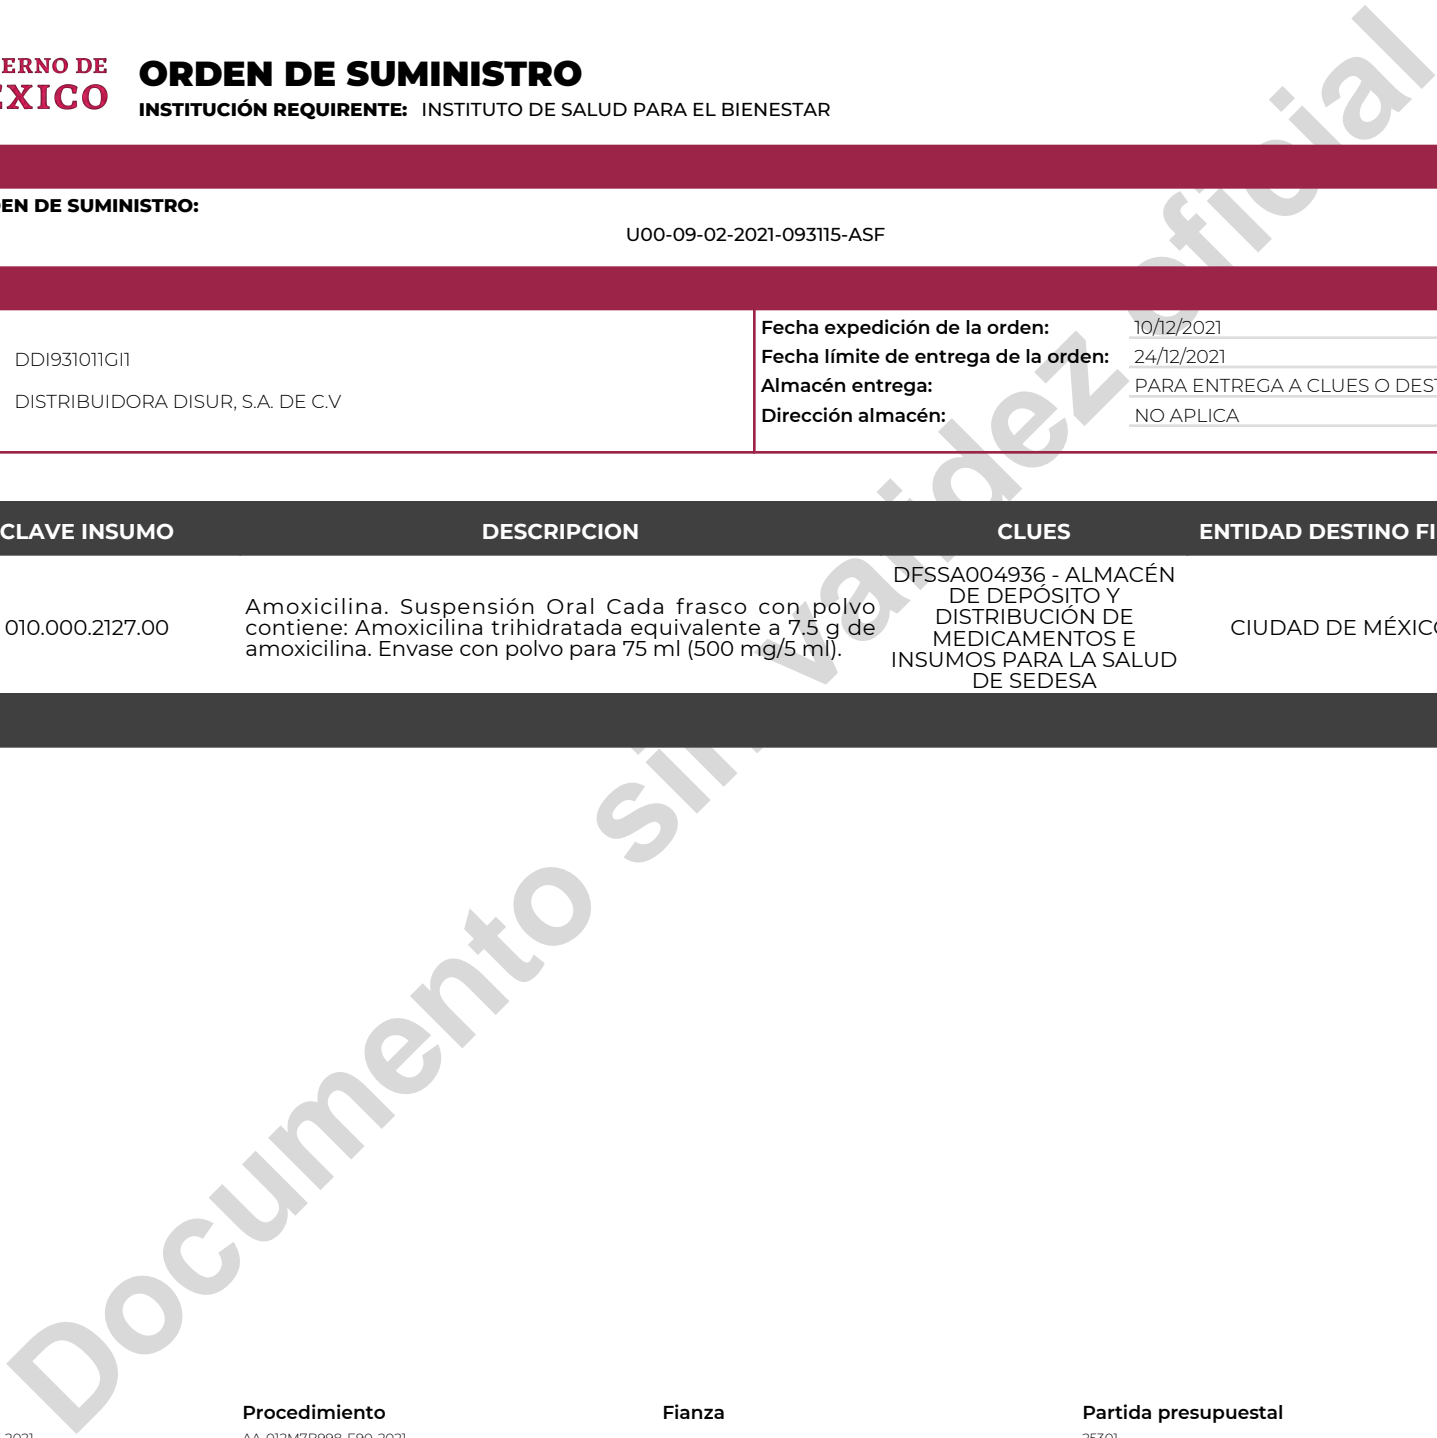 ERNO DE
ORDEN DE SUMINISTRO
INSTITUCIÓN REQUIRENTE: INSTITUTO DE SALUD PARA EL BIENESTAR
EN DE SUMINISTRO:
U00-09-02-2021-093115-ASF
DDI931011GI1
DISTRIBUIDORA DISUR, S.A. DE C.V
Fecha expedición de la orden: 10/12/2021
Fecha límite de entrega de la orden: 24/12/2021
Almacén entrega: PARA ENTREGA A CLUES O DEST
Dirección almacén: NO APLICA
CLAVE INSUMO DESCRIPCION CLUES ENTIDAD DESTINO FI
010.000.2127.00
Amoxicilina. Suspensión Oral Cada frasco con polvo
contiene: Amoxicilina trihidratada equivalente a 7.5 g de
amoxicilina. Envase con polvo para 75 ml (500 mg/5 ml).
DFSSA004936 - ALMACÉN
DE DEPÓSITO Y
DISTRIBUCIÓN DE
MEDICAMENTOS E
INSUMOS PARA LA SALUD
DE SEDESA
CIUDAD DE MÉXICO
Documento sin validez oficial
Procedimiento Fianza Partida presupuestal